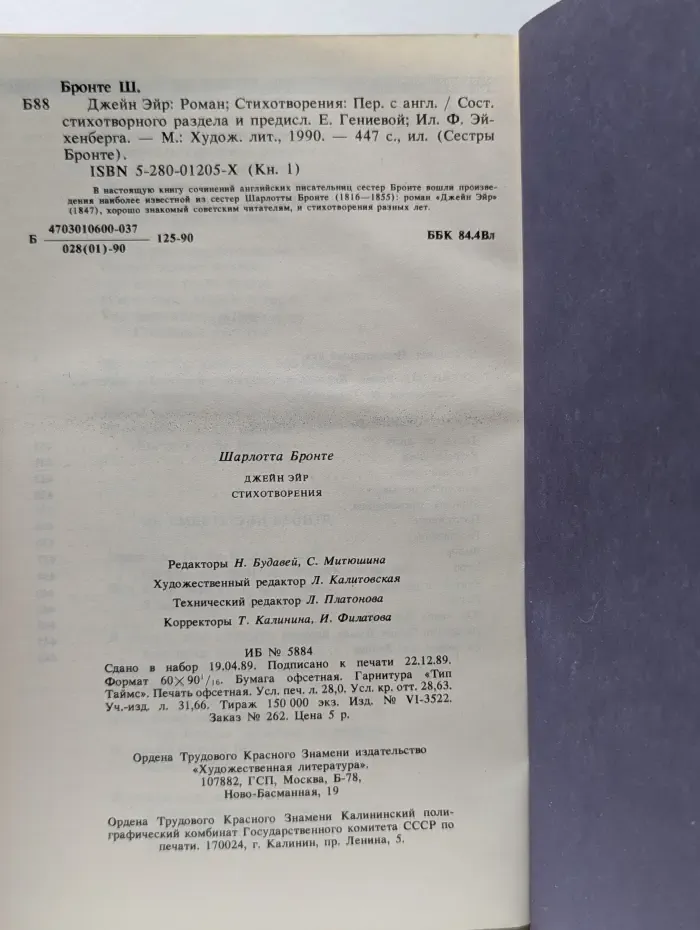 Бронте Ш.
Б88 Джейн Эйр: Роман; Стихотворения: Пер. с англ. / Сост.
стихотворного раздела и предисл. Е. Гениевой; Ил. Ф. Эй-
хенберга. — М.: Худож. лит., 1990. — 447 с., ил. (Сестры
Бронте).
ISBN 5-280-01205-X (Кн. 1)
В настоящую книгу сочинений английских писательниц сестер Бронте вошли произве-
дения наиболее известной из сестер Шарлотты Бронте (1816—1855): роман «Джейн Эйр»
(1847), хорошо знакомый советским читателям, и стихотворения разных лет.
4703010600-037
Б 125-90 ББК 84.4Вл
028(01)-90
Шарлотта Бронте
ДЖЕЙН ЭЙР
СТИХОТВОРЕНИЯ
Редакторы Н. Будавей, С. Митюшина
Художественный редактор Л. Калитовская
Технический редактор Л. Платонова
Корректоры Т. Калинина, И. Филатова
ИБ № 5884
Сдано в набор 19.04.89. Подписано к печати 22.12.89.
Формат 60×90¹/₁₆. Бумага офсетная. Гарнитура «Тип
Таймс». Печать офсетная. Усл. печ. л. 28,0. Усл. кр. отт. 28,63.
Уч.-изд. л. 31,66. Тираж 150 000 экз. Изд. № VI-3522.
Заказ № 262. Цена 5 р.
Ордена Трудового Красного Знамени издательство
«Художественная литература».
107882, ГСП, Москва, Б-78,
Ново-Басманная, 19
Ордена Трудового Красного Знамени Калининский поли-
графический комбинат Государственного комитета СССР по
печати. 170024, г. Калинин, пр. Ленина, 5.